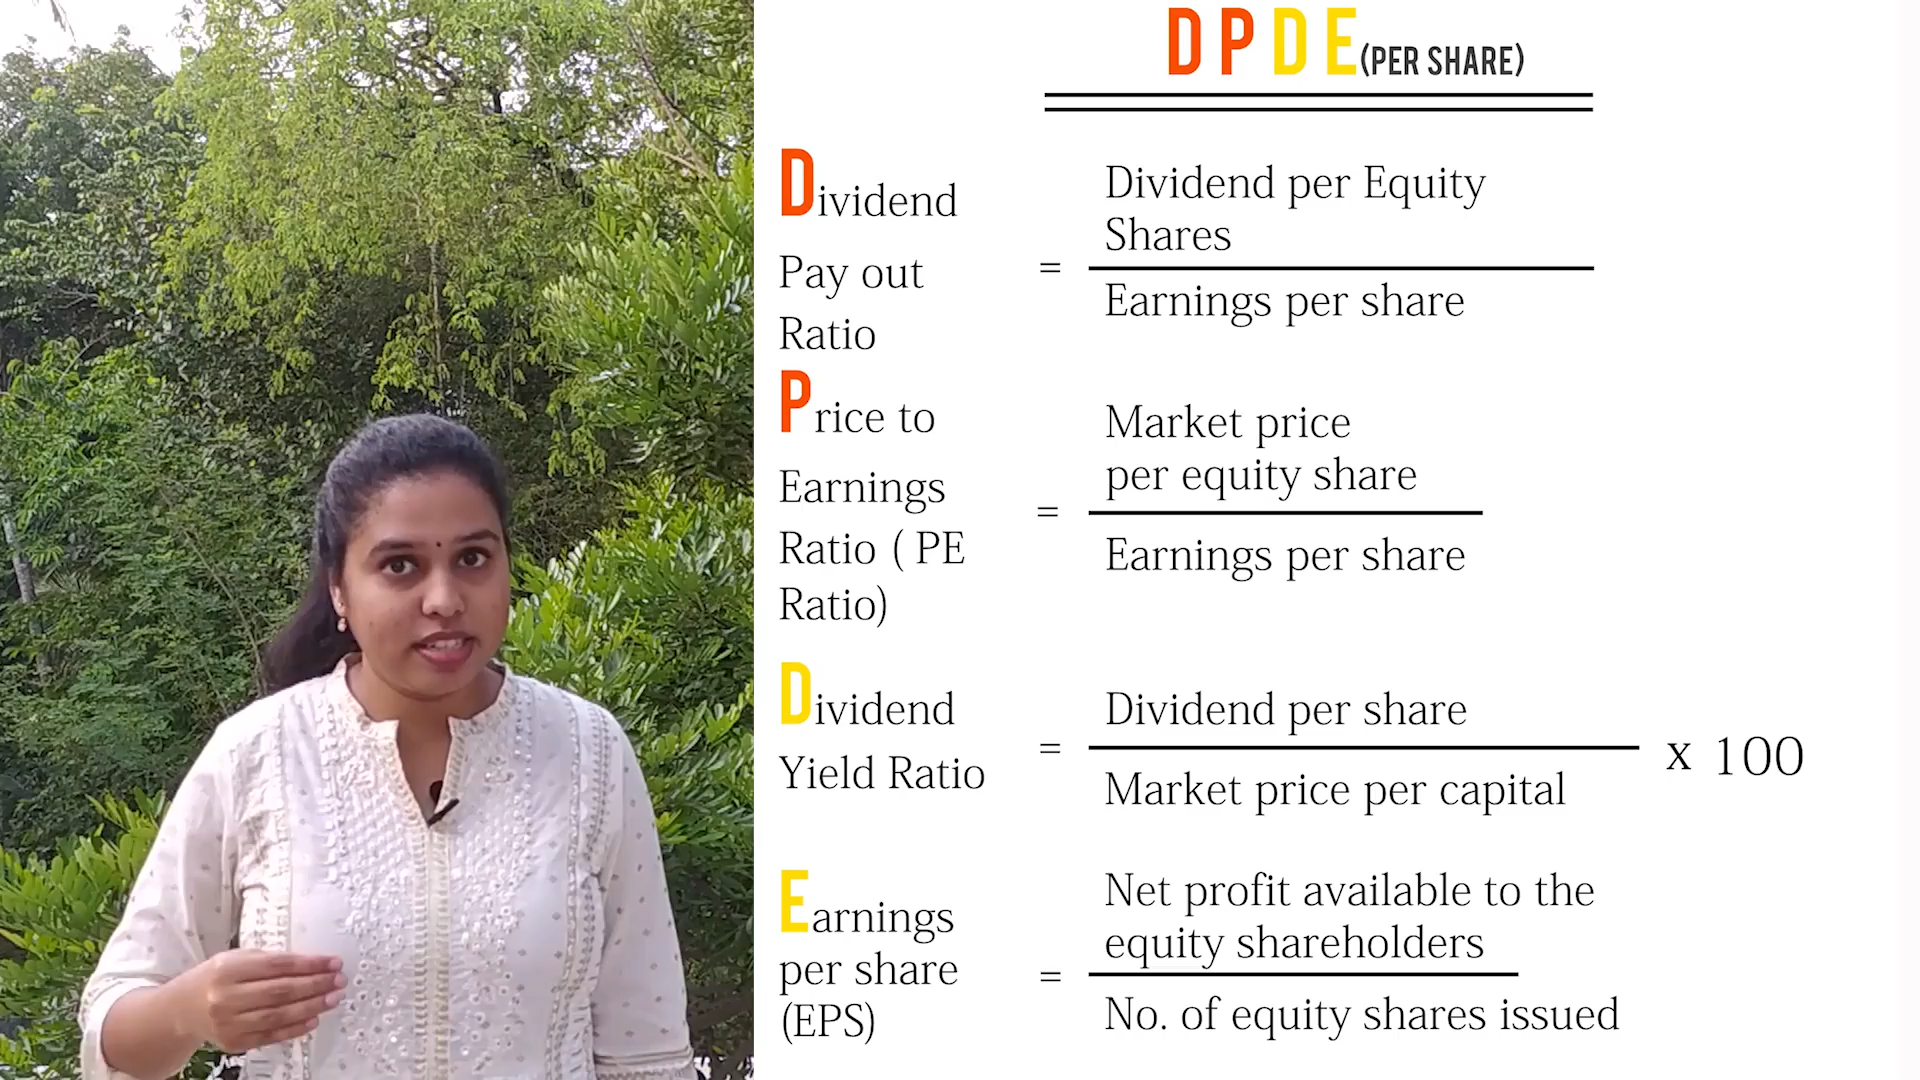 D P D E (PER SHARE)
Dividend
Pay out
Ratio
=
Dividend per Equity
Shares
Earnings per share
Price to
Earnings
Ratio ( PE
Ratio)
=
Market price
per equity share
Earnings per share
Dividend
Yield Ratio
=
Dividend per share
Market price per capital
x 100
Earnings
per share
(EPS)
=
Net profit available to the
equity shareholders
No. of equity shares issued